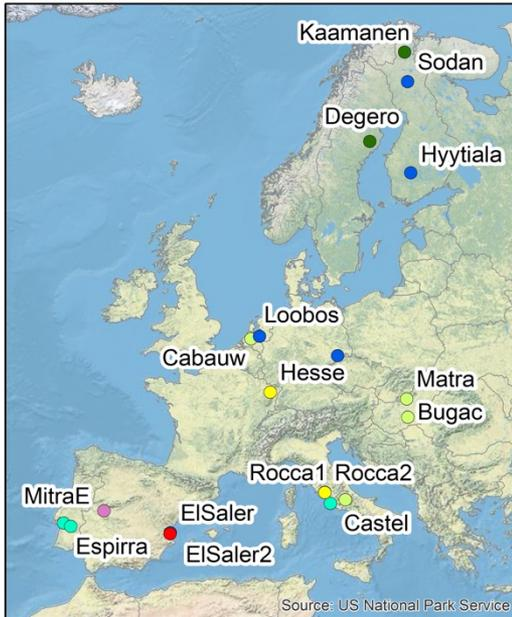 Kaamanen
Sodan
Degero
Hyytiala
Loobos
Cabauw
Hesse
Matra
Bugac
Rocca1 Rocca2
MitraE
ElSaler
Castel
Espirra
ElSaler2
Source: US National Park Service